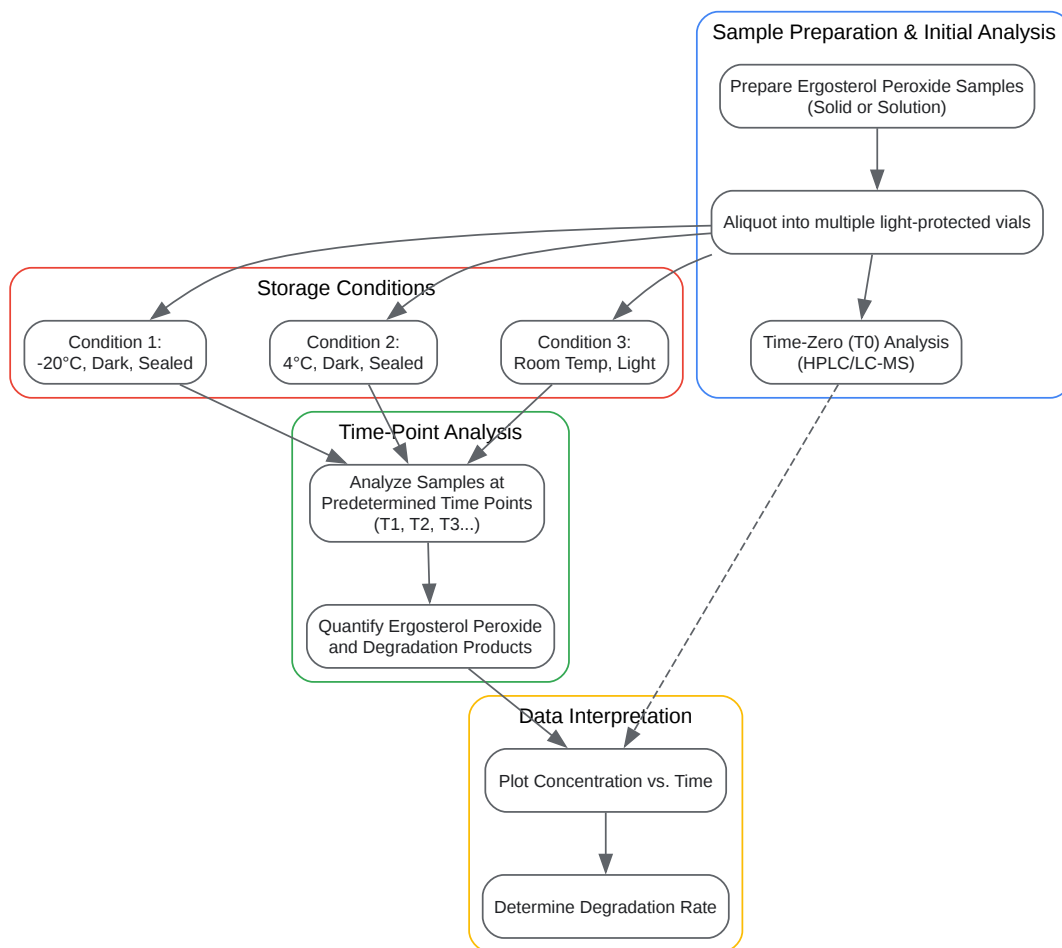 Sample Preparation & Initial Analysis
Prepare Ergosterol Peroxide Samples
(Solid or Solution)
Aliquot into multiple light-protected vials
Storage Conditions
Condition 1:
-20°C, Dark, Sealed
Condition 2:
4°C, Dark, Sealed
Condition 3:
Room Temp, Light
Time-Zero (T0) Analysis
(HPLC/LC-MS)
Time-Point Analysis
Analyze Samples at
Predetermined Time Points
(T1, T2, T3...)
Quantify Ergosterol Peroxide
and Degradation Products
Data Interpretation
Plot Concentration vs. Time
Determine Degradation Rate